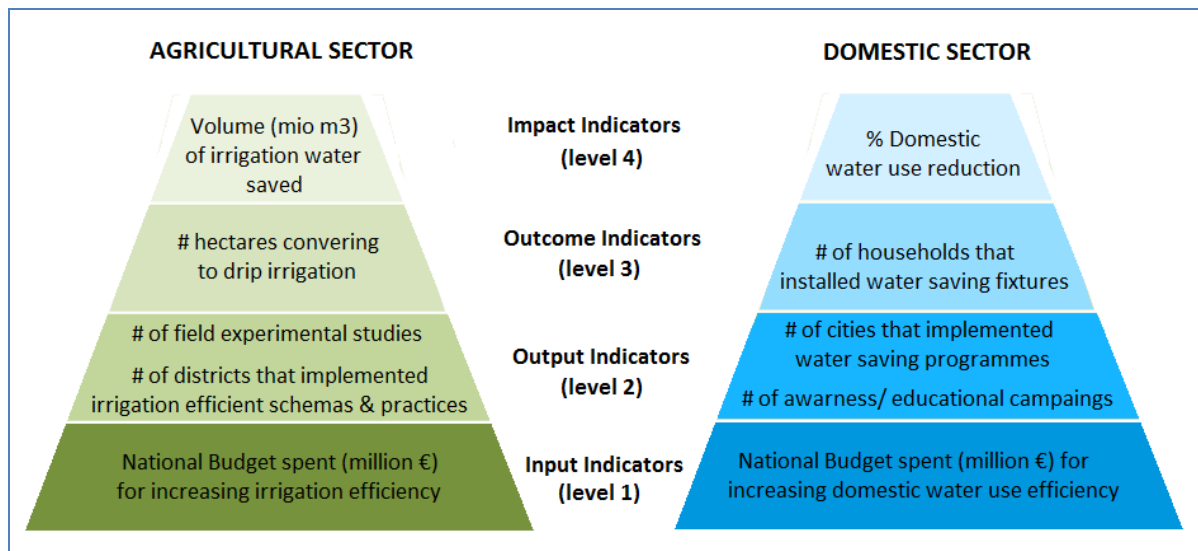 AGRICULTURAL SECTOR
DOMESTIC SECTOR
Volume (mio m3)
of irrigation water
saved
Impact Indicators
(level 4)
% Domestic
water use reduction
# hectares convering
to drip irrigation
Outcome Indicators
(level 3)
# of households that
installed water saving fixtures
# of field experimental studies
# of districts that implemented
irrigation efficient schemas & practices
Output Indicators
(level 2)
# of cities that implemented
water saving programmes
# of awarness/ educational campaings
National Budget spent (million €)
for increasing irrigation efficiency
Input Indicators
(level 1)
National Budget spent (million €) for
increasing domestic water use efficiency